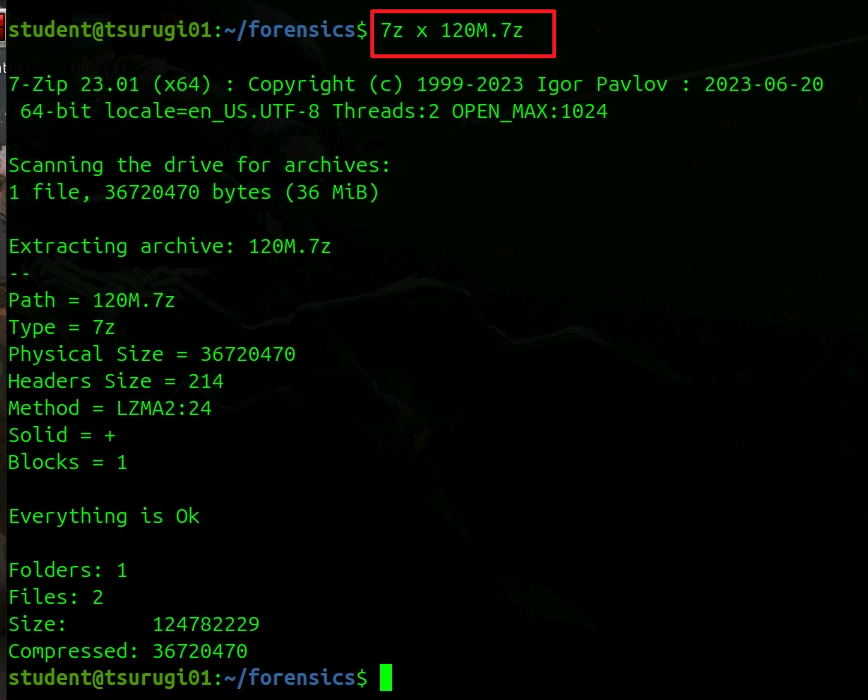 student@tsurugi01:~/forensics$ 7z x 120M.7z
7-Zip 23.01 (x64) : Copyright (c) 1999-2023 Igor Pavlov : 2023-06-20
64-bit locale=en_US.UTF-8 Threads:2 OPEN_MAX:1024
Scanning the drive for archives:
1 file, 36720470 bytes (36 MiB)
Extracting archive: 120M.7z
--
Path = 120M.7z
Type = 7z
Physical Size = 36720470
Headers Size = 214
Method = LZMA2:24
Solid = +
Blocks = 1
Everything is Ok
Folders: 1
Files: 2
Size: 124782229
Compressed: 36720470
student@tsurugi01:~/forensics$